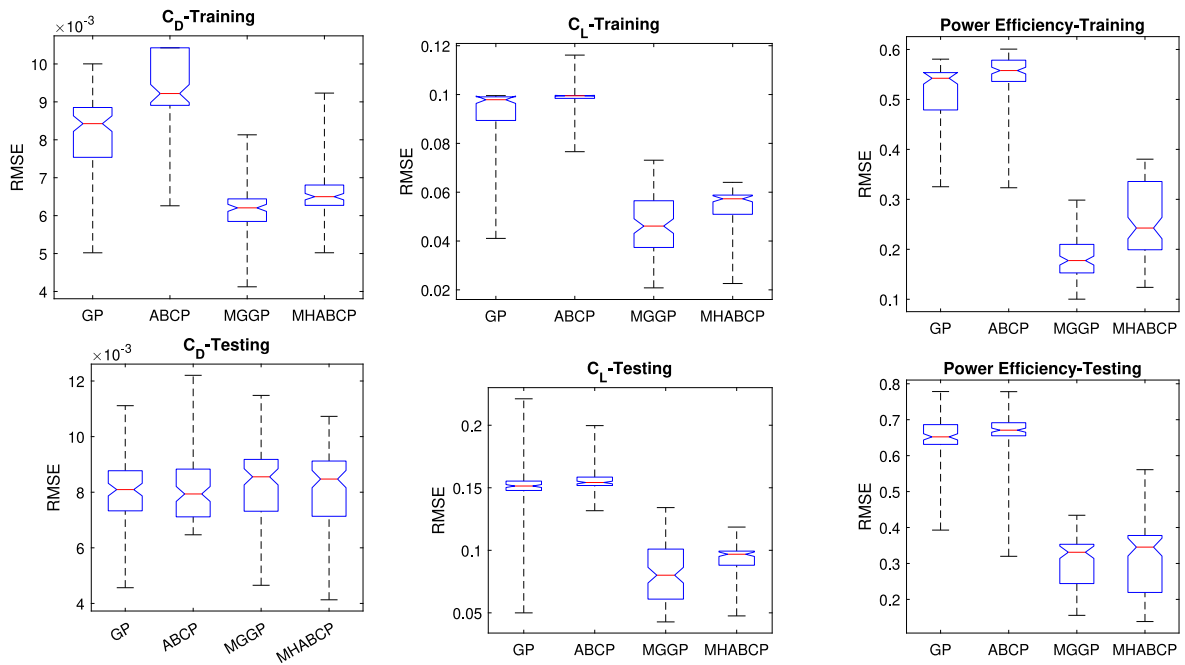 ×10⁻³
C_D-Training
RMSE
10
9
8
7
6
5
4
GP ABCP MGGP MHABCP
C_L-Training
RMSE
0.12
0.1
0.08
0.06
0.04
0.02
GP ABCP MGGP MHABCP
Power Efficiency-Training
RMSE
0.6
0.5
0.4
0.3
0.2
0.1
GP ABCP MGGP MHABCP
×10⁻³
C_D-Testing
RMSE
12
10
8
6
4
GP ABCP MGGP MHABCP
C_L-Testing
RMSE
0.2
0.15
0.1
0.05
GP ABCP MGGP MHABCP
Power Efficiency-Testing
RMSE
0.8
0.7
0.6
0.5
0.4
0.3
0.2
GP ABCP MGGP MHABCP